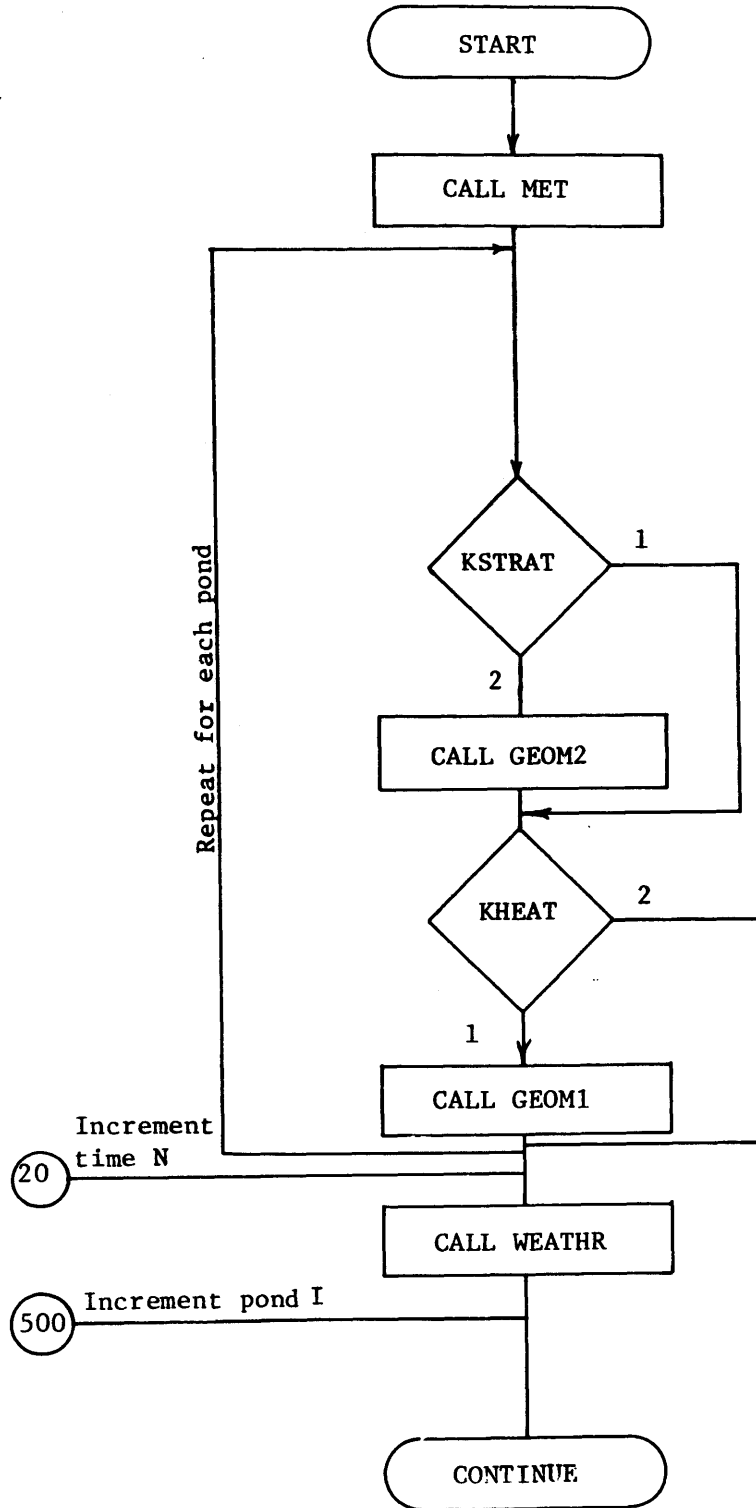 START
CALL MET
Repeat for each pond
KSTRAT
1
2
CALL GEOM2
KHEAT
2
1
CALL GEOM1
Increment
time N
20
CALL WEATHR
Increment pond I
500
CONTINUE